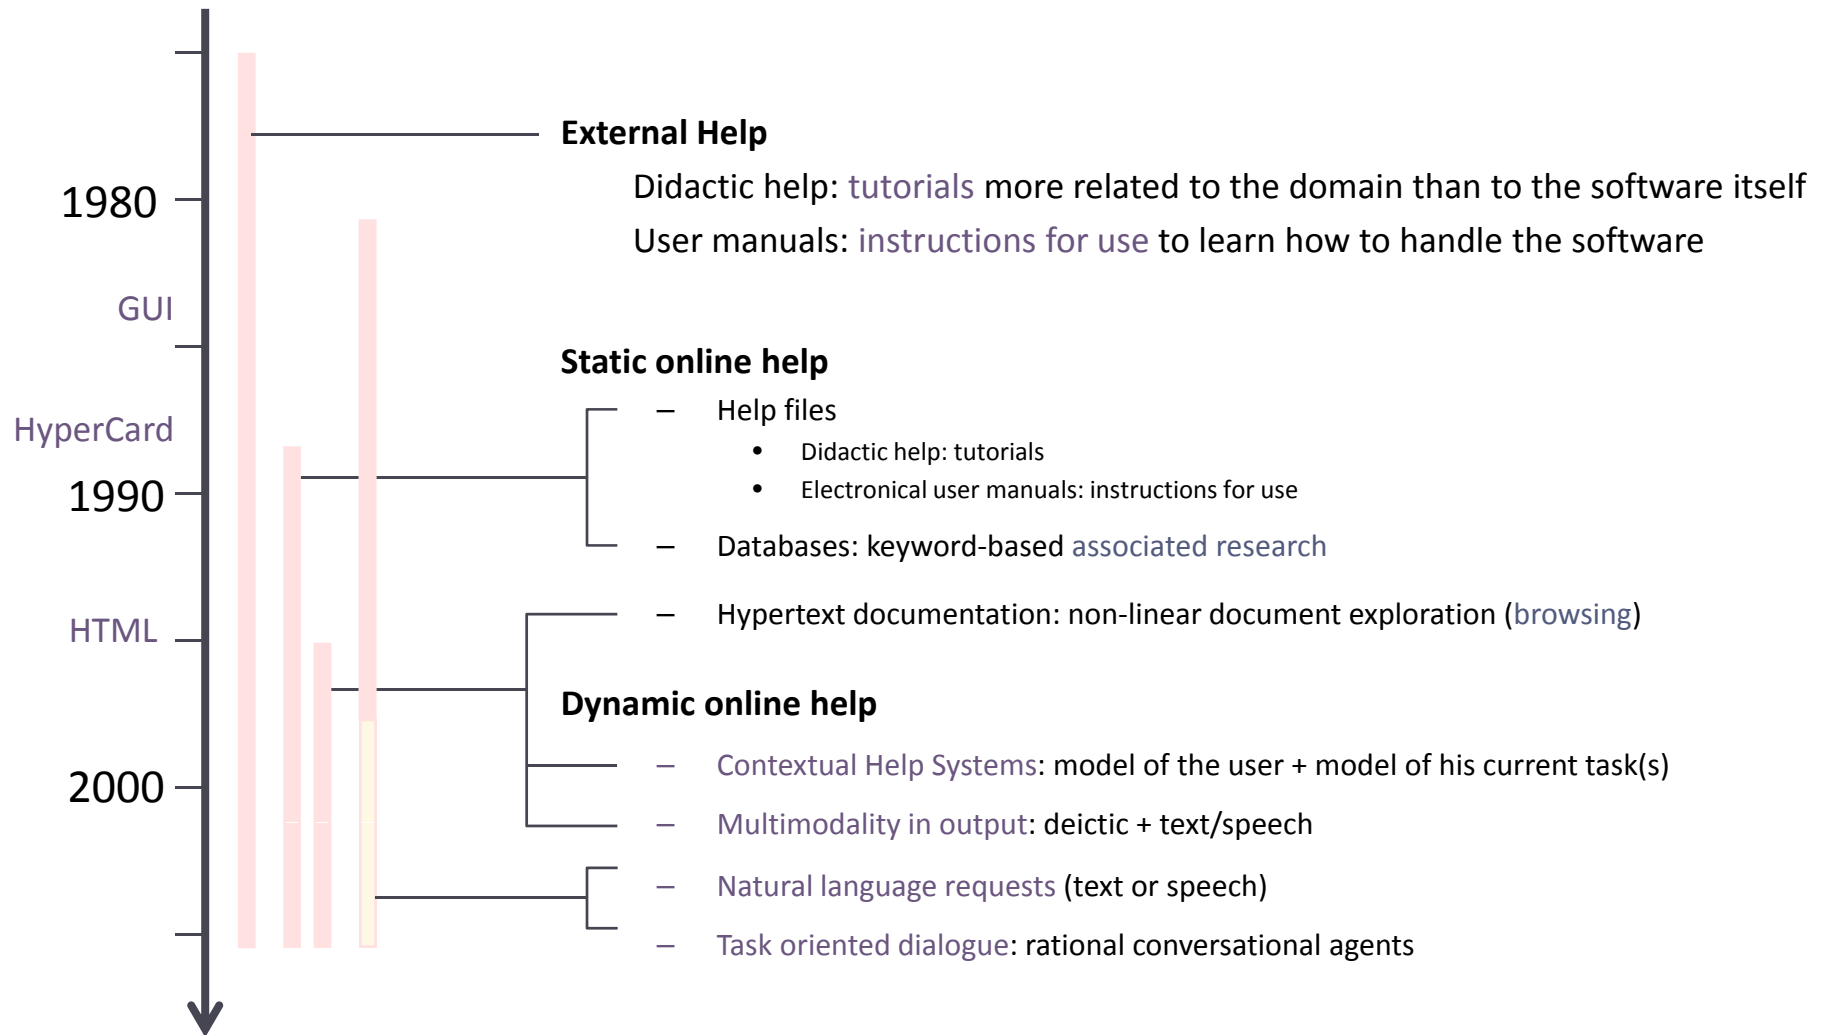 External Help
Didactic help: tutorials more related to the domain than to the software itself
1980
User manuals: instructions for use to learn how to handle the software
GUI
Static online help
– Help files
HyperCard
• Didactic help: tutorials
1990
• Electronical user manuals: instructions for use
– Databases: keyword-based associated research
– Hypertext documentation: non-linear document exploration (browsing)
HTML
Dynamic online help
– Contextual Help Systems: model of the user + model of his current task(s)
2000
– Multimodality in output: deictic + text/speech
– Natural language requests (text or speech)
– Task oriented dialogue: rational conversational agents